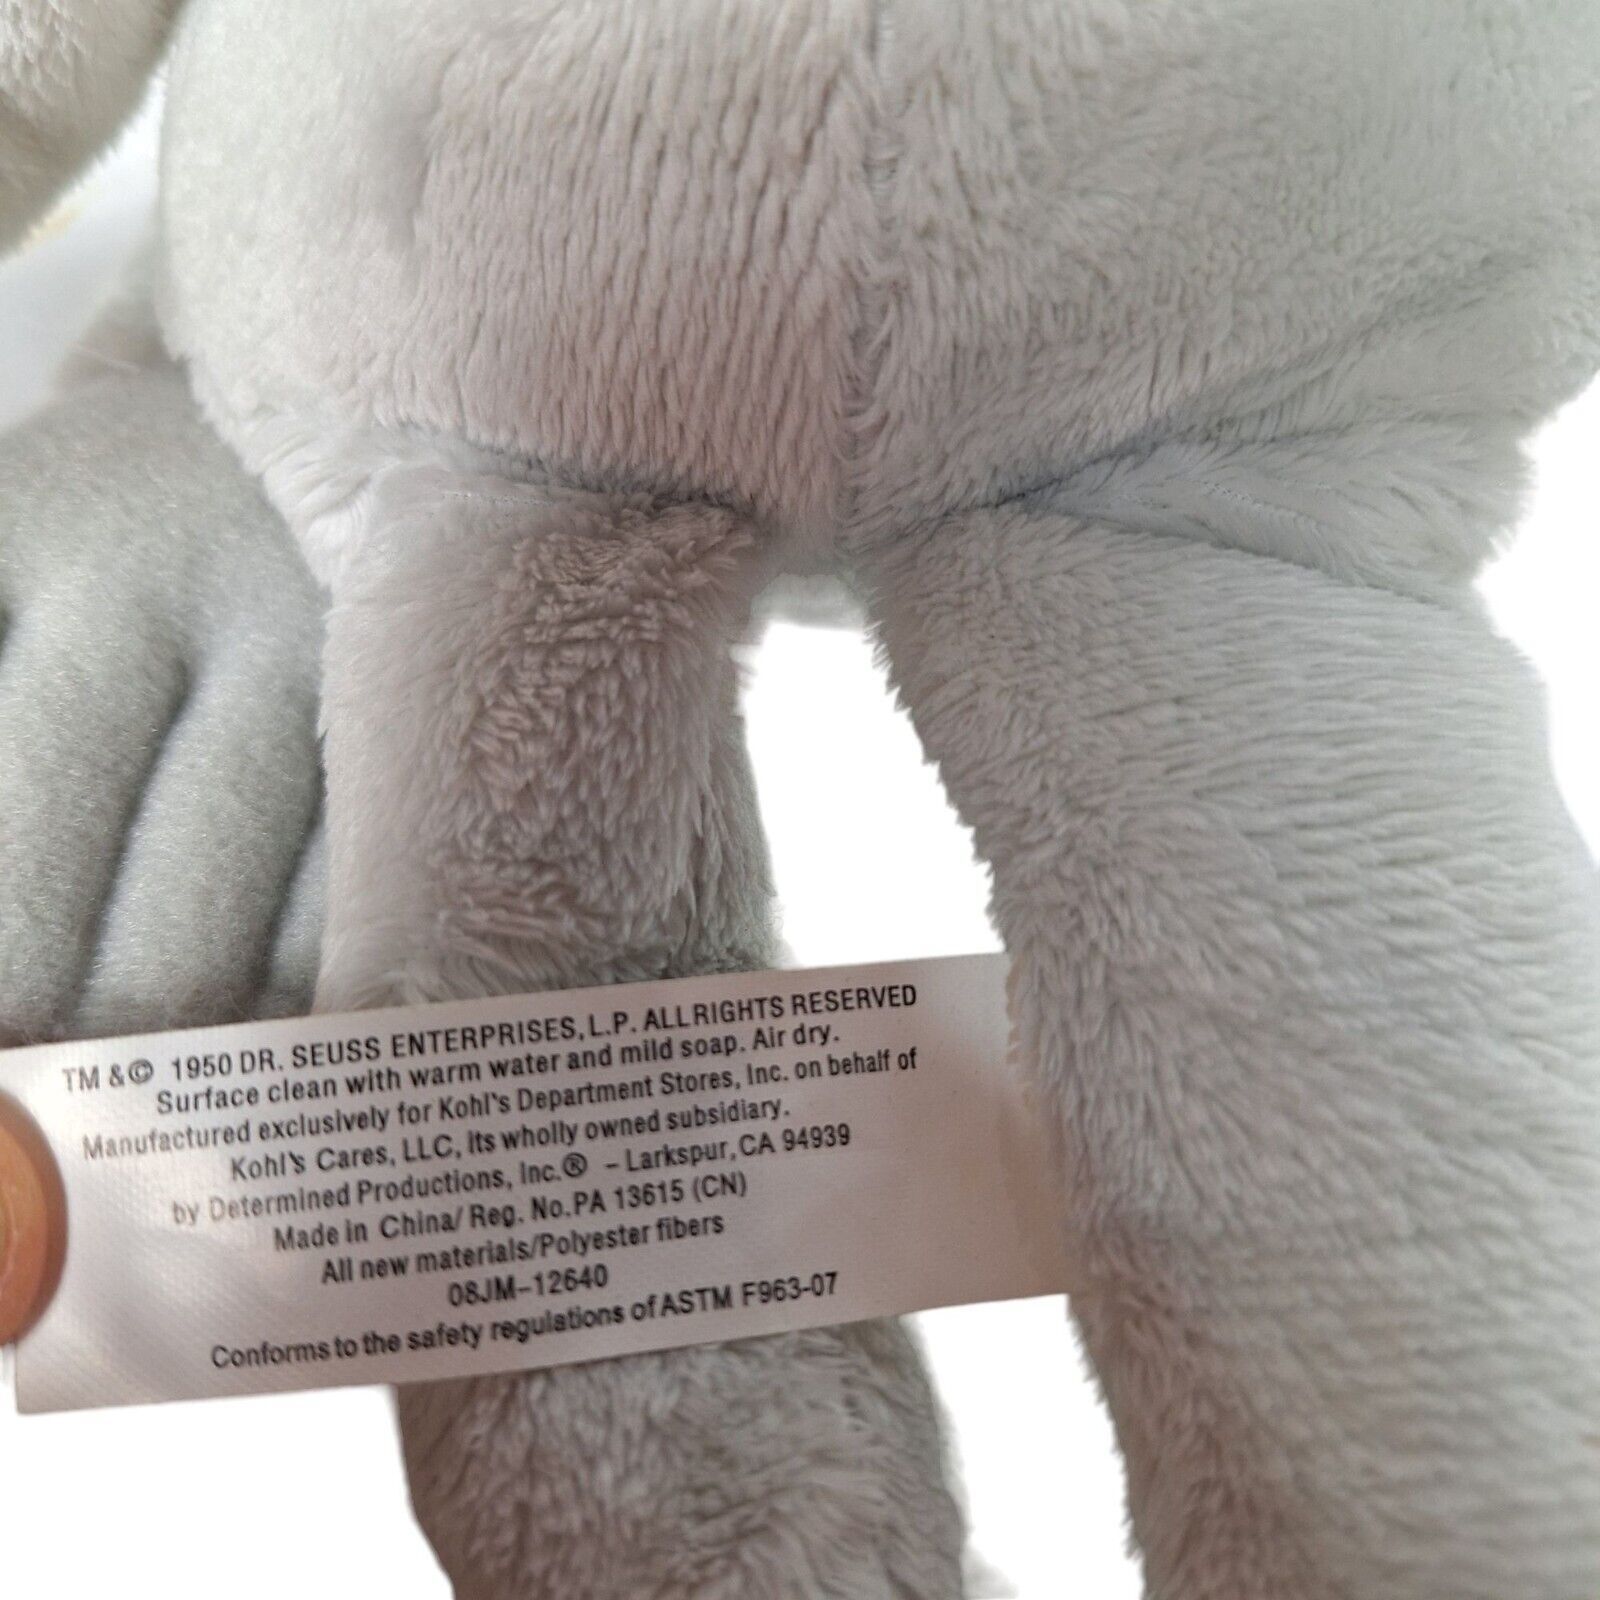 TM & © 1950 DR. SEUSS ENTERPRISES, L.P. ALL RIGHTS RESERVED
Surface clean with warm water and mild soap. Air dry.
Manufactured exclusively for Kohl's Department Stores, Inc. on behalf of
Kohl's Cares, LLC, its wholly owned subsidiary.
by Determined Productions, Inc.® – Larkspur, CA 94939
Made in China/ Reg. No. PA 13615 (CN)
All new materials/Polyester fibers
08JM–12640
Conforms to the safety regulations of ASTM F963-07